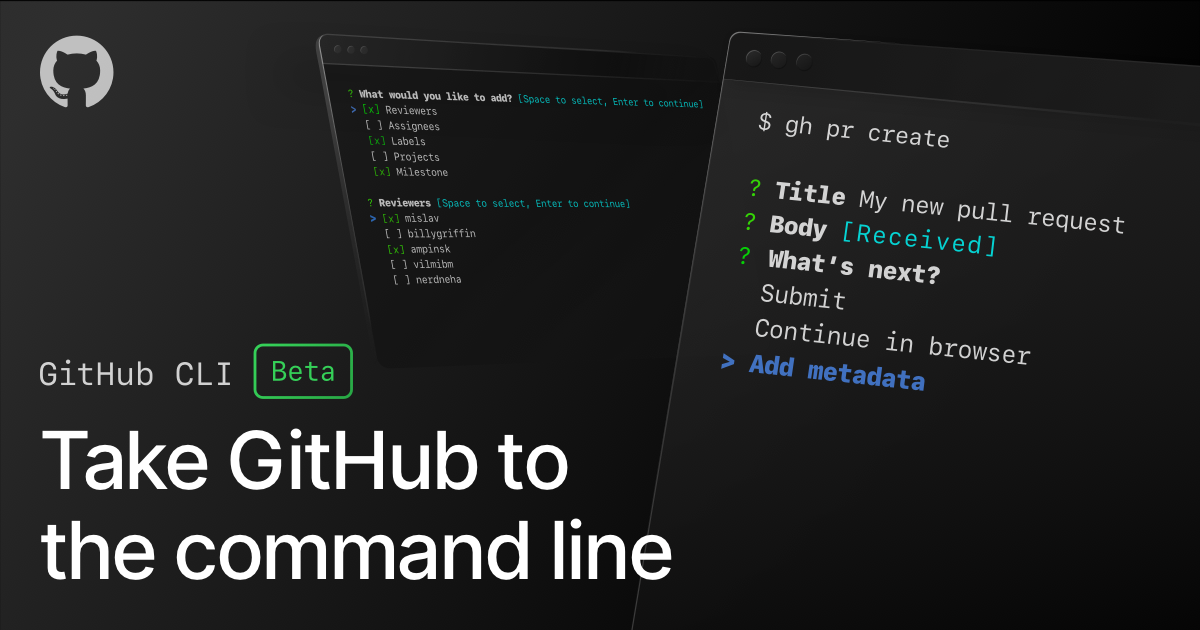 ? What would you like to add? [Space to select, Enter to continue]
> [x] Reviewers
[ ] Assignees
[x] Labels
[ ] Projects
[x] Milestone
? Reviewers [Space to select, Enter to continue]
> [x] mislav
[ ] billygriffin
[x] ampinsk
[ ] vilmibm
[ ] nerdneha
$ gh pr create
? Title My new pull request
? Body [Received]
? What's next?
Submit
Continue in browser
> Add metadata
GitHub CLI Beta
Take GitHub to
the command line